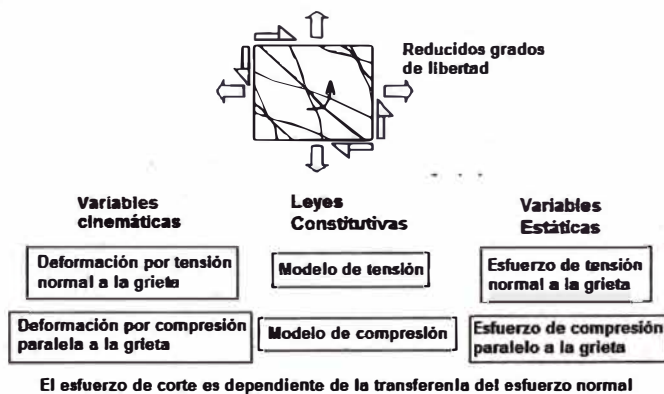 Reducidos grados
de libertad
Variables
cinemáticas
Leyes
Constitutivas
Variables
Estáticas
Deformación por tensión
normal a la grieta
Modelo de tensión
Esfuerzo de tensión
normal a la grieta
Deformación por compresión
paralela a la grieta
Modelo de compresión
Esfuerzo de compresión
paralelo a la grieta
El esfuerzo de corte es dependiente de la transferenIa del esfuerzo normal